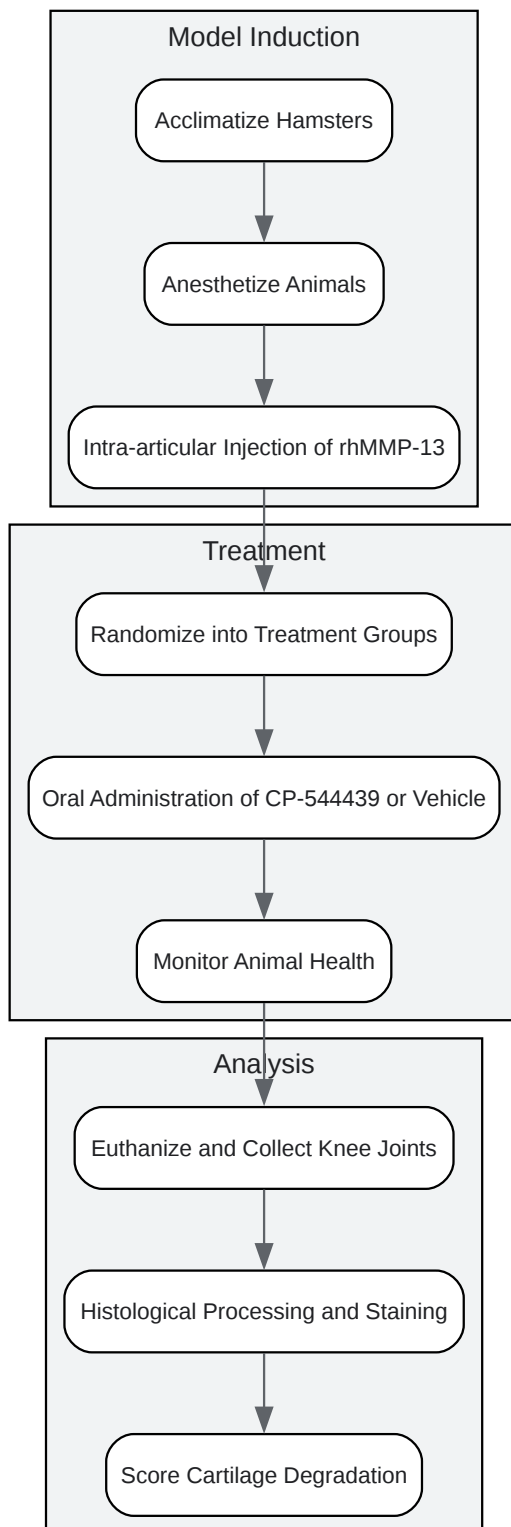 Model Induction
Acclimatize Hamsters
Anesthetize Animals
Intra-articular Injection of rhMMP-13
Treatment
Randomize into Treatment Groups
Oral Administration of CP-544439 or Vehicle
Monitor Animal Health
Analysis
Euthanize and Collect Knee Joints
Histological Processing and Staining
Score Cartilage Degradation